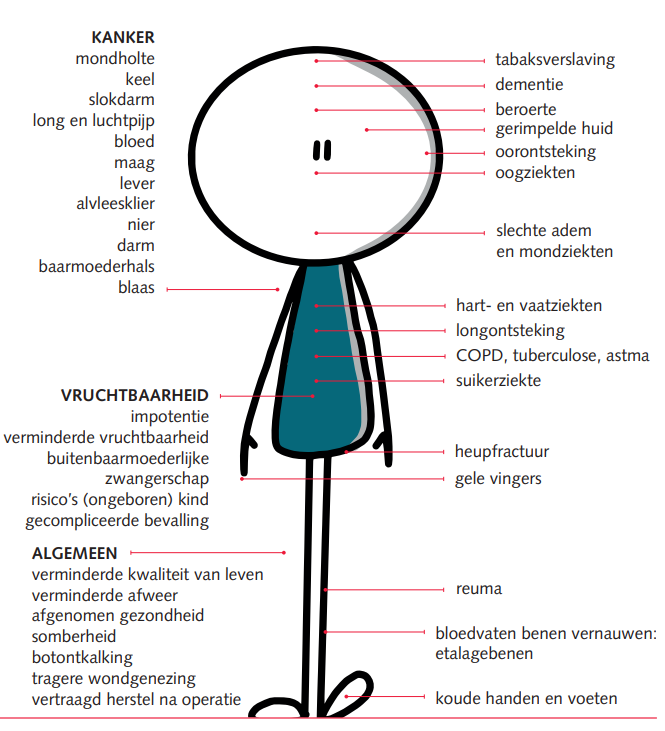 KANKER
mondholte
keel
slokdarm
long en luchtpijp
bloed
maag
lever
alvleesklier
nier
darm
baarmoederhals
blaas
tabaksverslaving
dementie
beroerte
gerimpelde huid
oorontsteking
oogziekten
slechte adem
en mondziekten
hart- en vaatziekten
longontsteking
COPD, tuberculose, astma
suikerziekte
VRUCHTBAARHEID
impotentie
verminderde vruchtbaarheid
buitenbaarmoederlijke
zwangerschap
risico's (ongeboren) kind
gecompliceerde bevalling
heupfractuur
gele vingers
ALGEMEEN
verminderde kwaliteit van leven
verminderde afweer
afgenomen gezondheid
somberheid
botontkalking
tragere wondgenezing
vertraagd herstel na operatie
reuma
bloedvaten benen vernauwen:
etalagebenen
koude handen en voeten